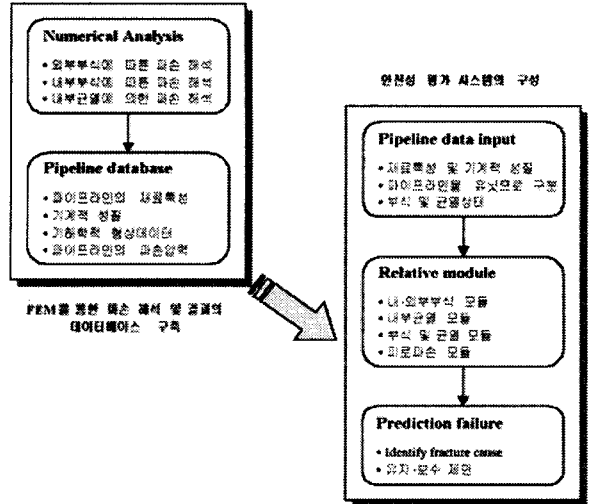 Numerical Analysis
• 외부부식에 따른 파손 해석
• 내부부식에 따른 파손 해석
• 내부균열에 의한 파손 해석
Pipeline database
• 파이프라인의 재료특성
• 기계적 성질
• 기하학적 형상데이터
• 파이프라인의 파손압력
FEM을 통한 파손 해석 및 결과의
데이터베이스 구축
안전성 평가 시스템의 구성
Pipeline data input
• 재료특성 및 기계적 성질
• 파이프라인을 유닛으로 구분
• 부식 및 균열상태
Relative module
• 내·외부부식 모듈
• 내부균열 모듈
• 부식 및 균열 모듈
• 피로파손 모듈
Prediction failure
• Identify fracture cause
• 유지·보수 제안